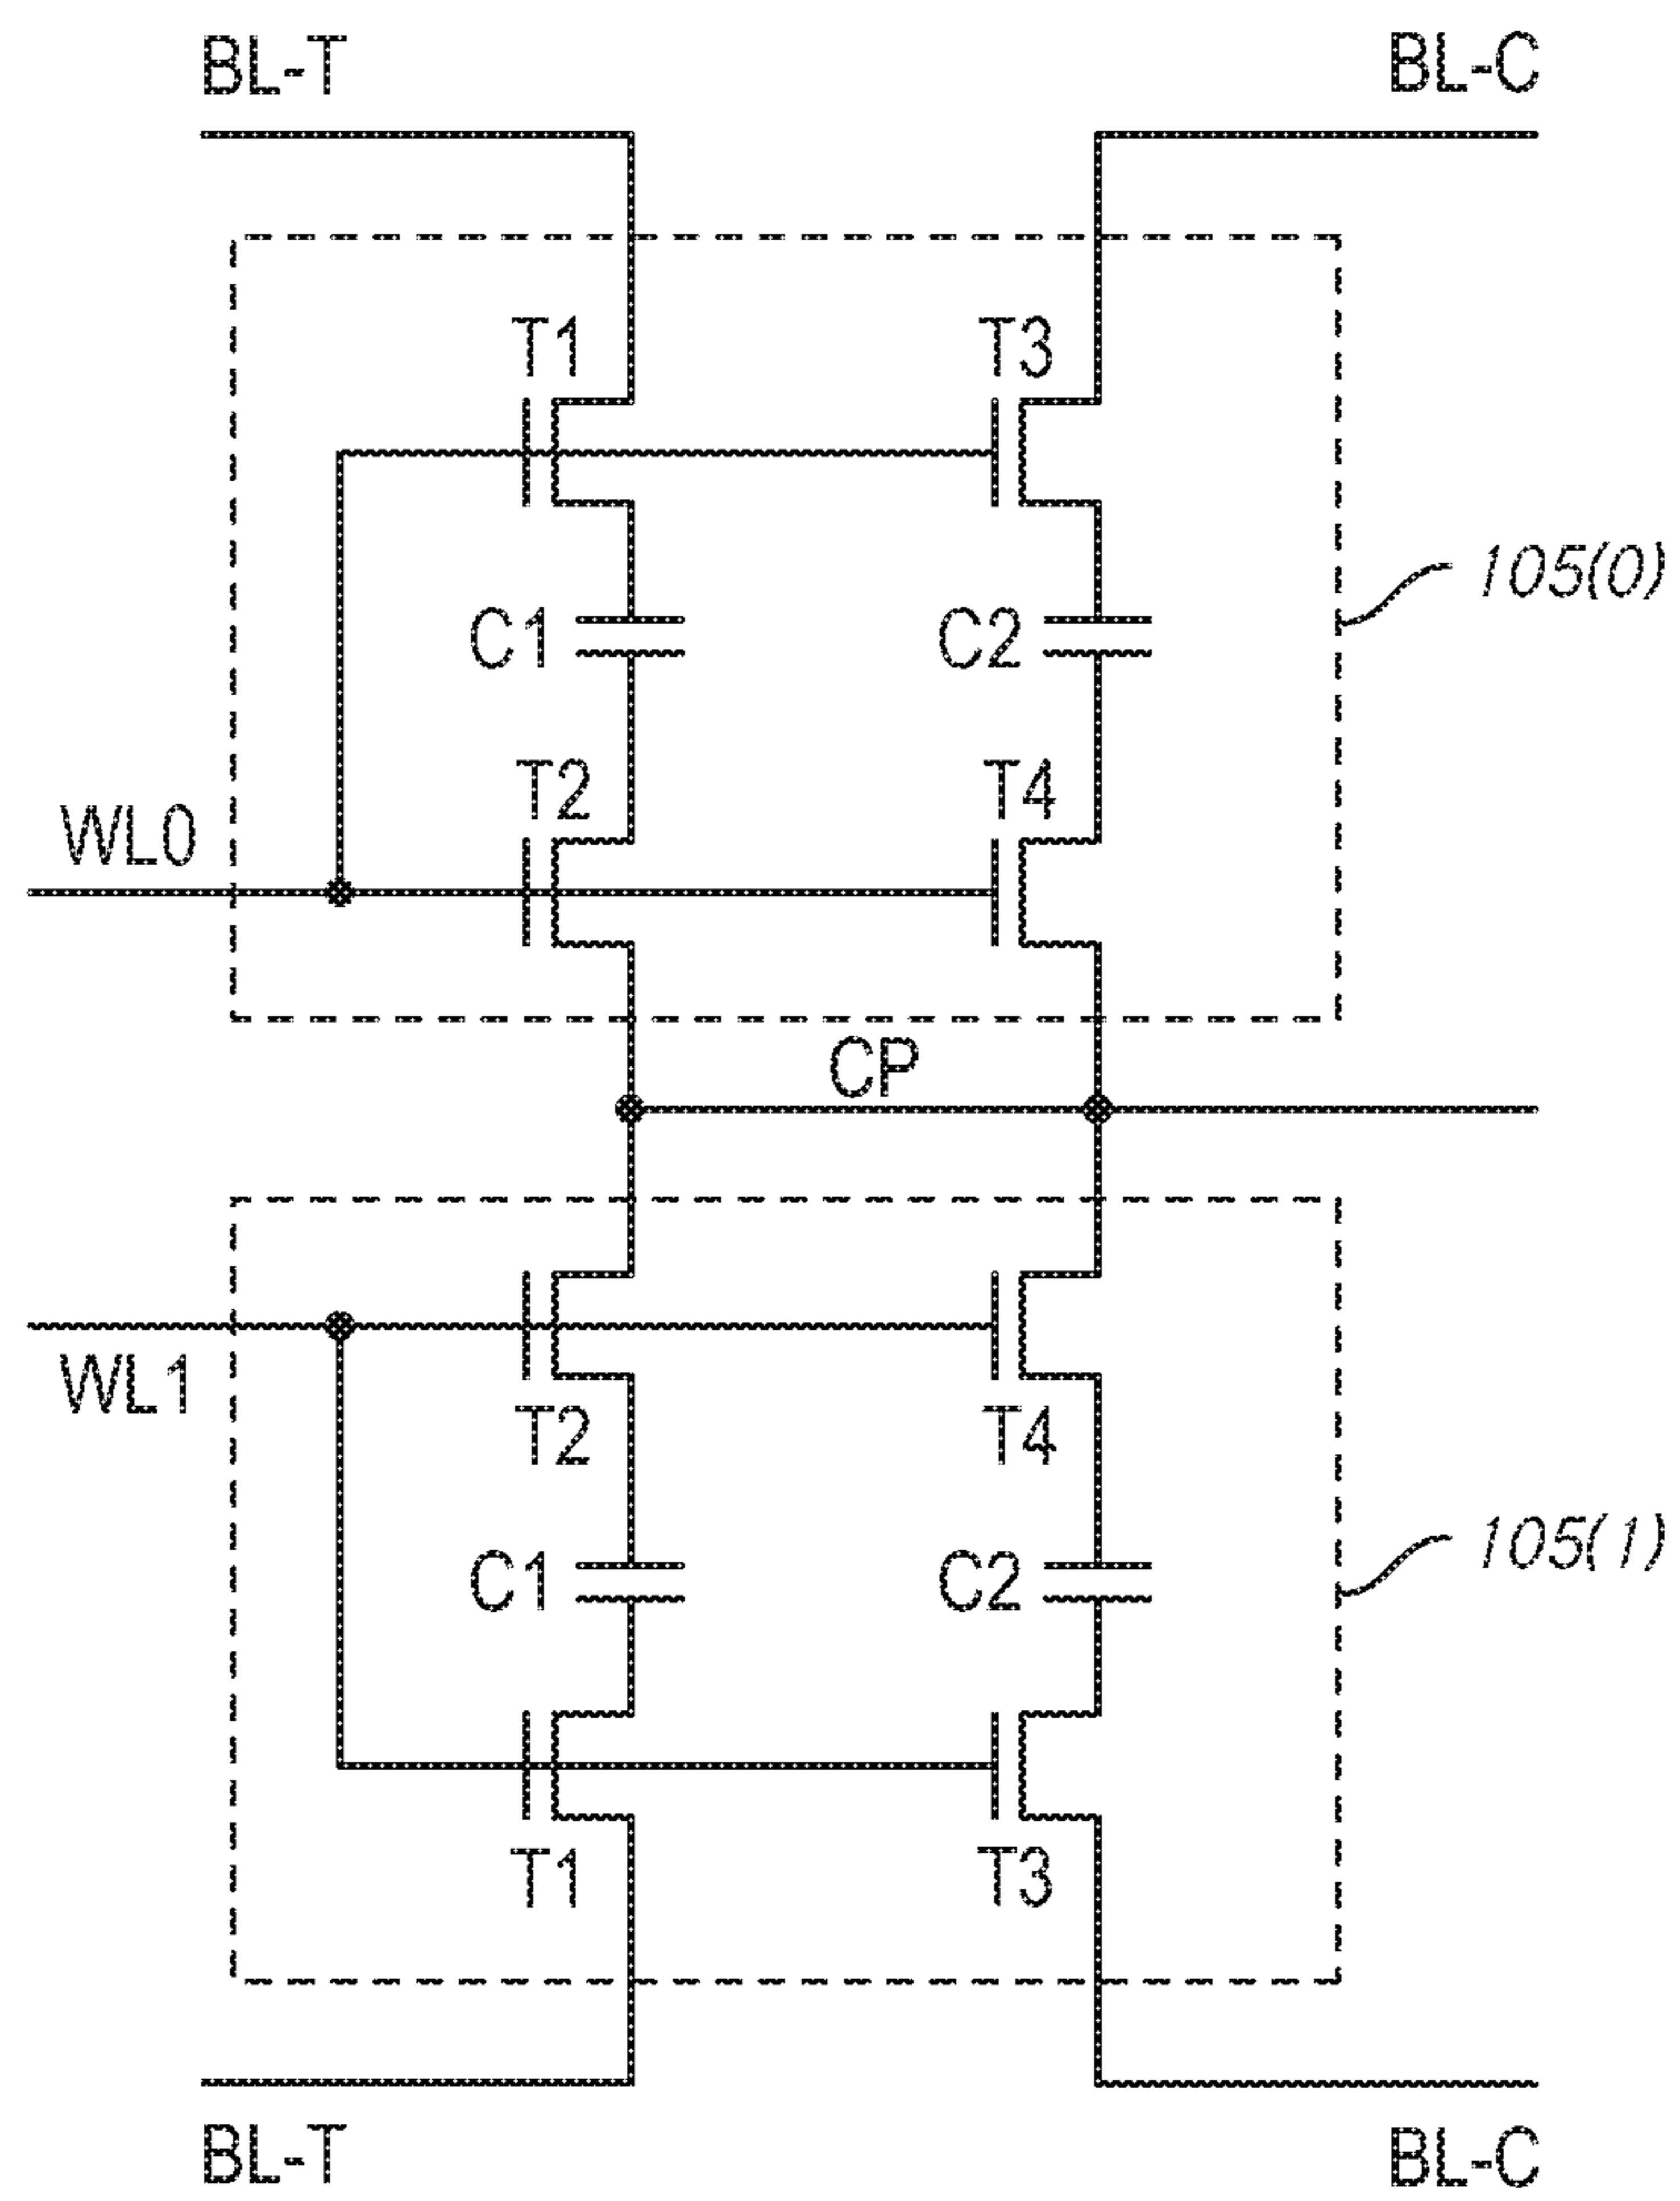 BL-T
BL-C
T1
T3
105(0)
C1
C2
T2
T4
WL0
CP
WL1
T2
T4
105(1)
C1
C2
T1
T3
BL-T
BL-C